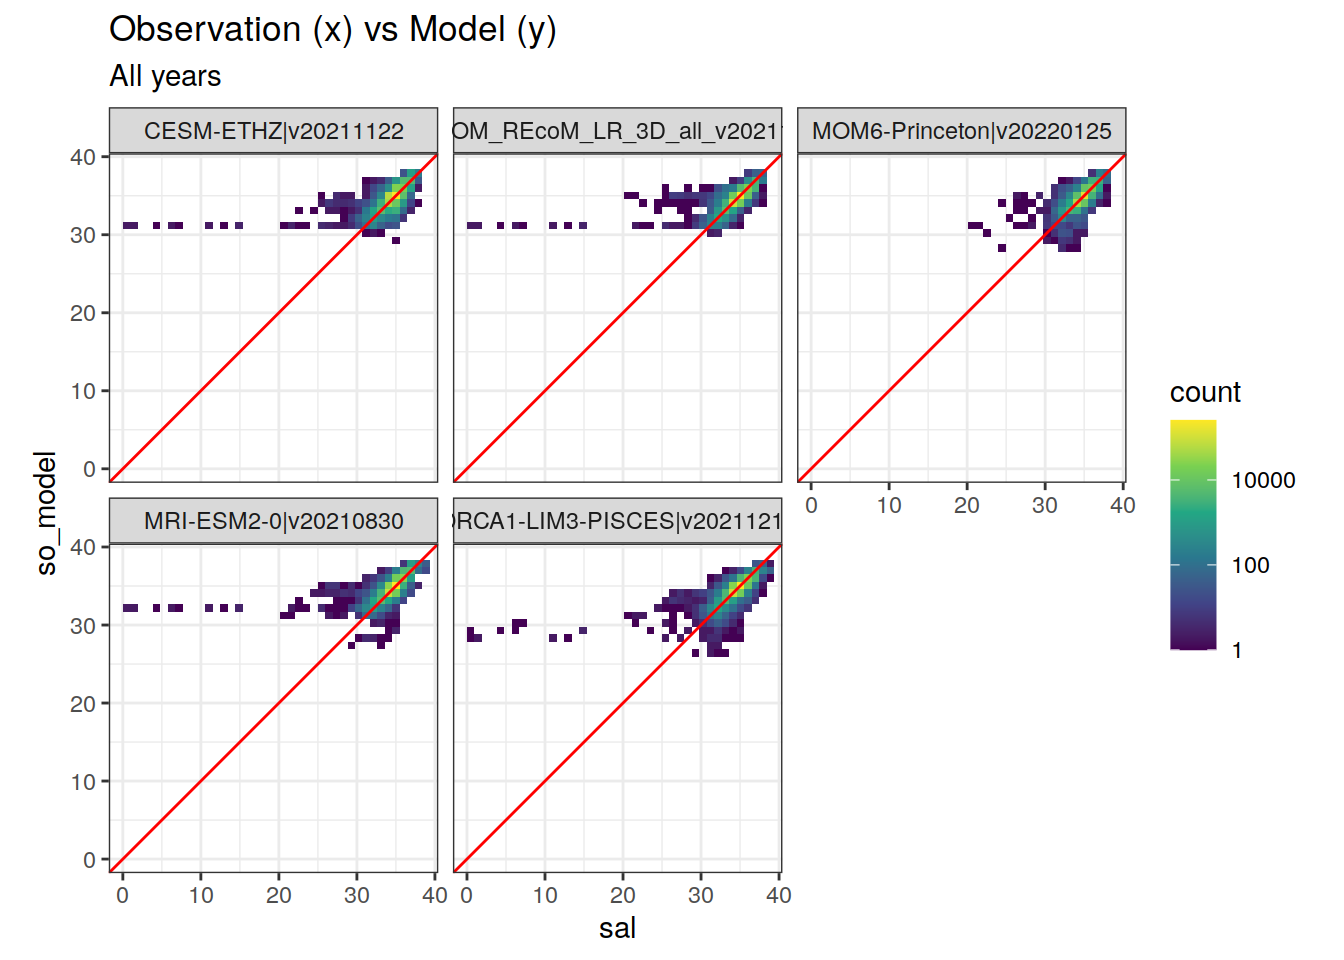 Observation (x) vs Model (y)
All years
CESM-ETHZ|v20211122
OM_REcoM_LR_3D_all_v2021
MOM6-Princeton|v20220125
40
30
20
10
0
0 10 20 30 40
MRI-ESM2-0|v20210830
RCA1-LIM3-PISCES|v2021121
40
30
20
10
0
0 10 20 30 40
0 10 20 30 40
so_model
sal
count
10000
100
1